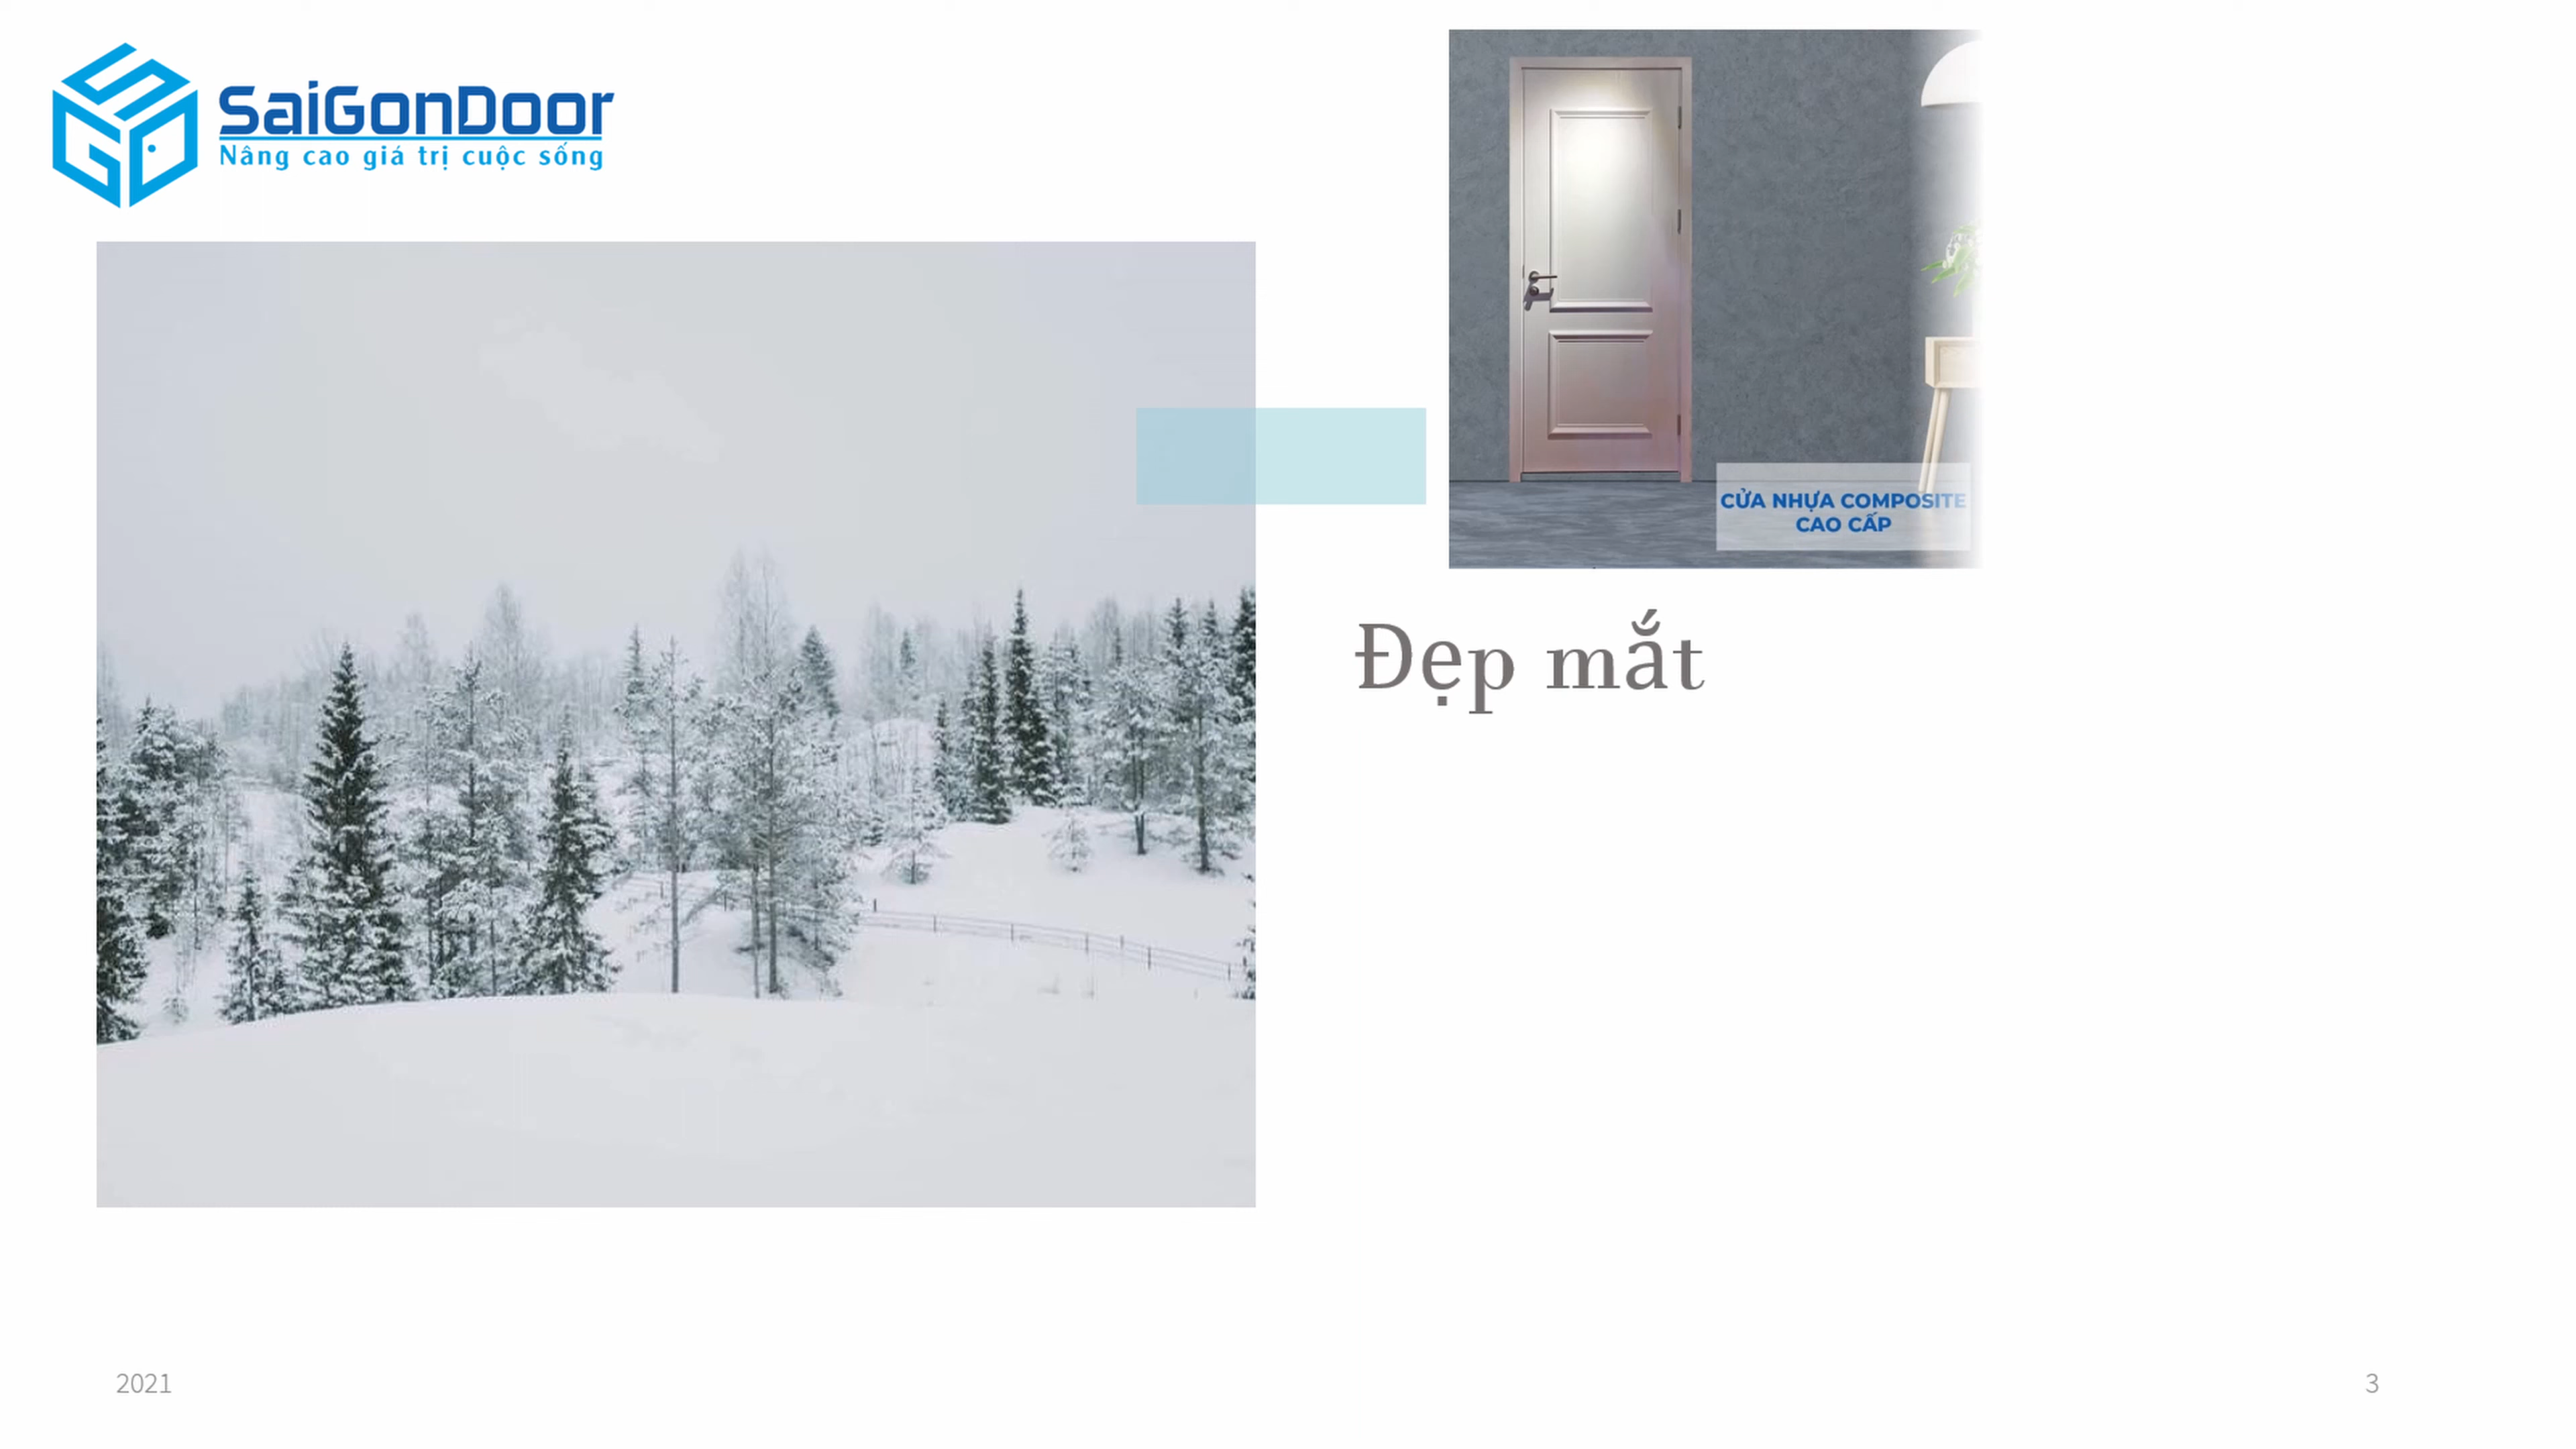 SaiGonDoor
Nâng cao giá trị cuộc sống
CỬA NHỰA COMPOSITE
CAO CẤP
Đẹp mắt
2021
3